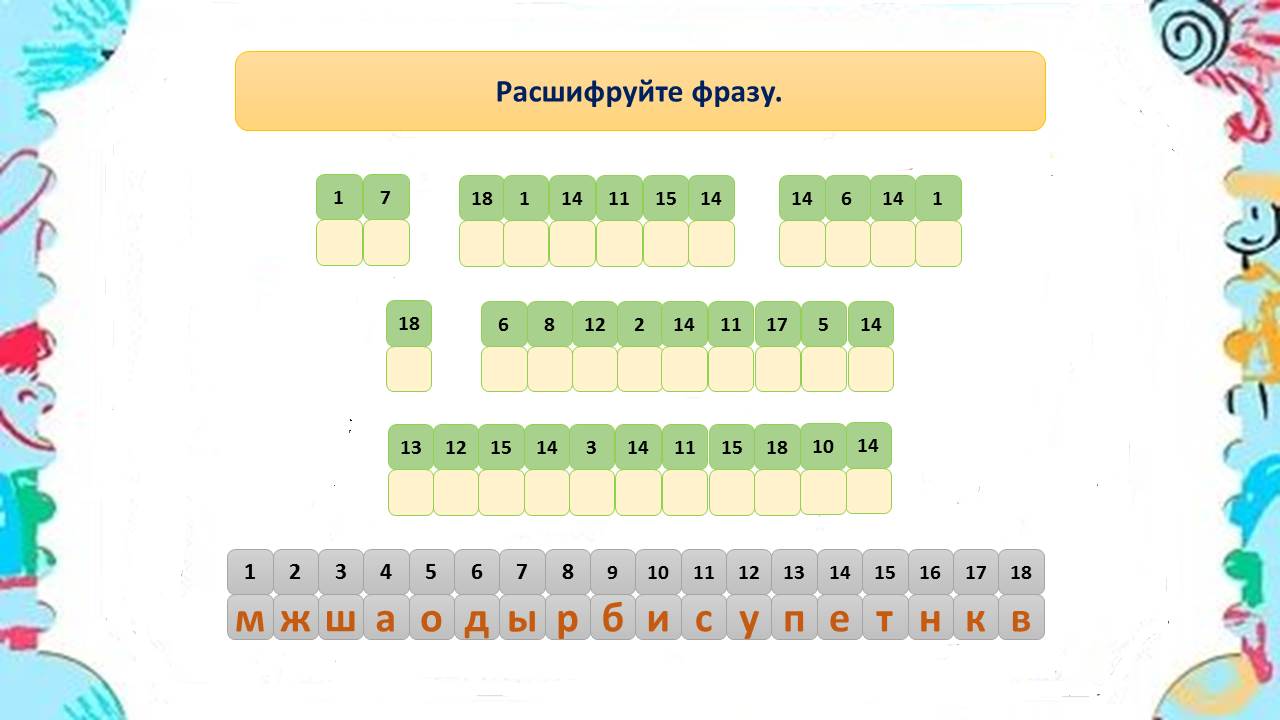 Расшифруйте фразу.
1 7 18 1 14 11 15 14 14 6 14 1
18 6 8 12 2 14 11 17 5 14
13 12 15 14 3 14 11 15 18 10 14
1 2 3 4 5 6 7 8 9 10 11 12 13 14 15 16 17 18
м ж ш а о д ы р б и с у п е т н к в